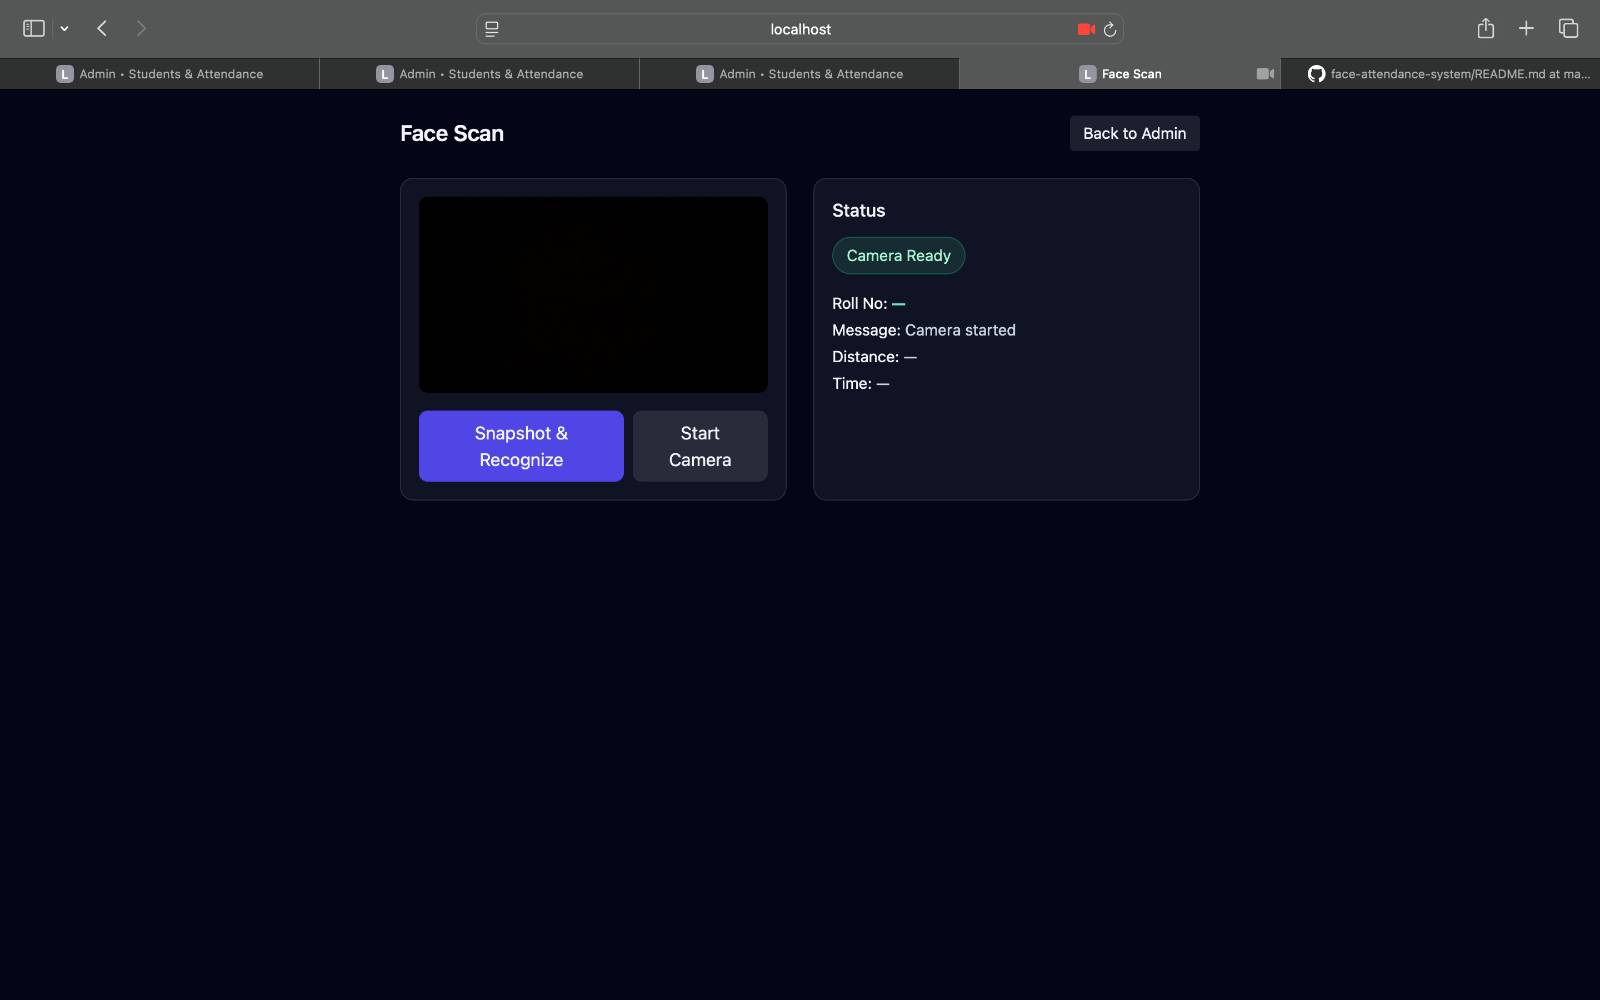 localhost
L Admin • Students & Attendance
L Admin • Students & Attendance
L Admin • Students & Attendance
L Face Scan
face-attendance-system/README.md at ma...
Face Scan
Back to Admin
Snapshot &
Recognize
Start
Camera
Status
Camera Ready
Roll No: —
Message: Camera started
Distance: —
Time: —